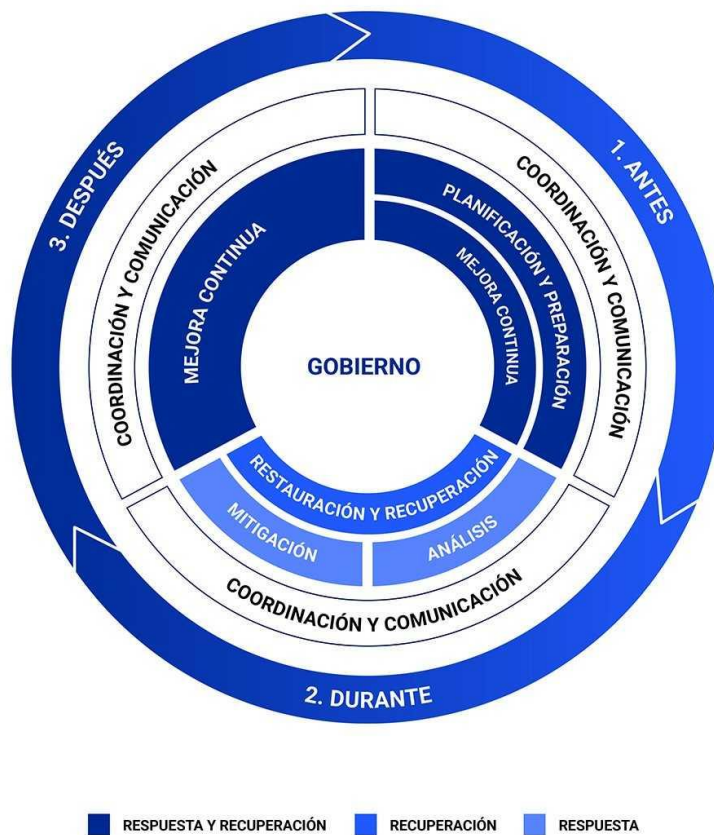 1. ANTES
COORDINACIÓN Y COMUNICACIÓN
PLANIFICACIÓN Y PREPARACIÓN
MEJORA CONTINUA
2. DURANTE
COORDINACIÓN Y COMUNICACIÓN
ANÁLISIS
MITIGACIÓN
RESTAURACIÓN Y RECUPERACIÓN
3. DESPUÉS
COORDINACIÓN Y COMUNICACIÓN
MEJORA CONTINUA
GOBIERNO
RESPUESTA Y RECUPERACIÓN
RECUPERACIÓN
RESPUESTA